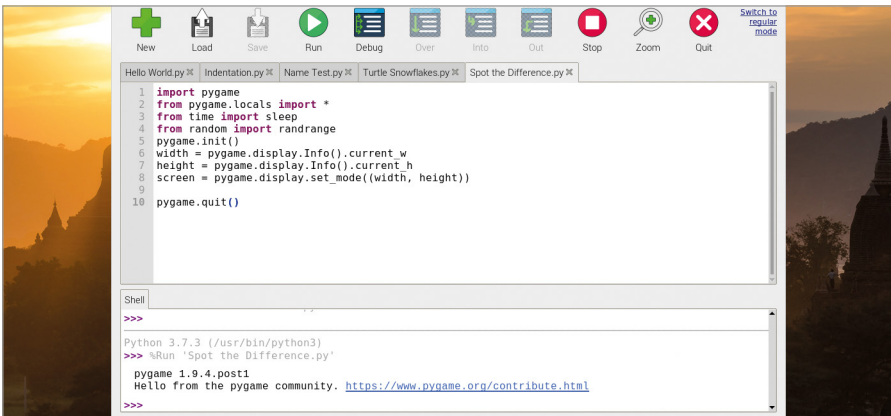 Switch to
regular
mode
New Load Save Run Debug Over Into Out Stop Zoom Quit
Hello World.py Indentation.py Name Test.py Turtle Snowflakes.py Spot the Difference.py
1 import pygame
2 from pygame.locals import *
3 from time import sleep
4 from random import randrange
5 pygame.init()
6 width = pygame.display.Info().current_w
7 height = pygame.display.Info().current_h
8 screen = pygame.display.set_mode((width, height))
9
10 pygame.quit()
Shell
>>>
Python 3.7.3 (/usr/bin/python3)
>>> %Run 'Spot the Difference.py'
pygame 1.9.4.post1
Hello from the pygame community. https://www.pygame.org/contribute.html
>>>